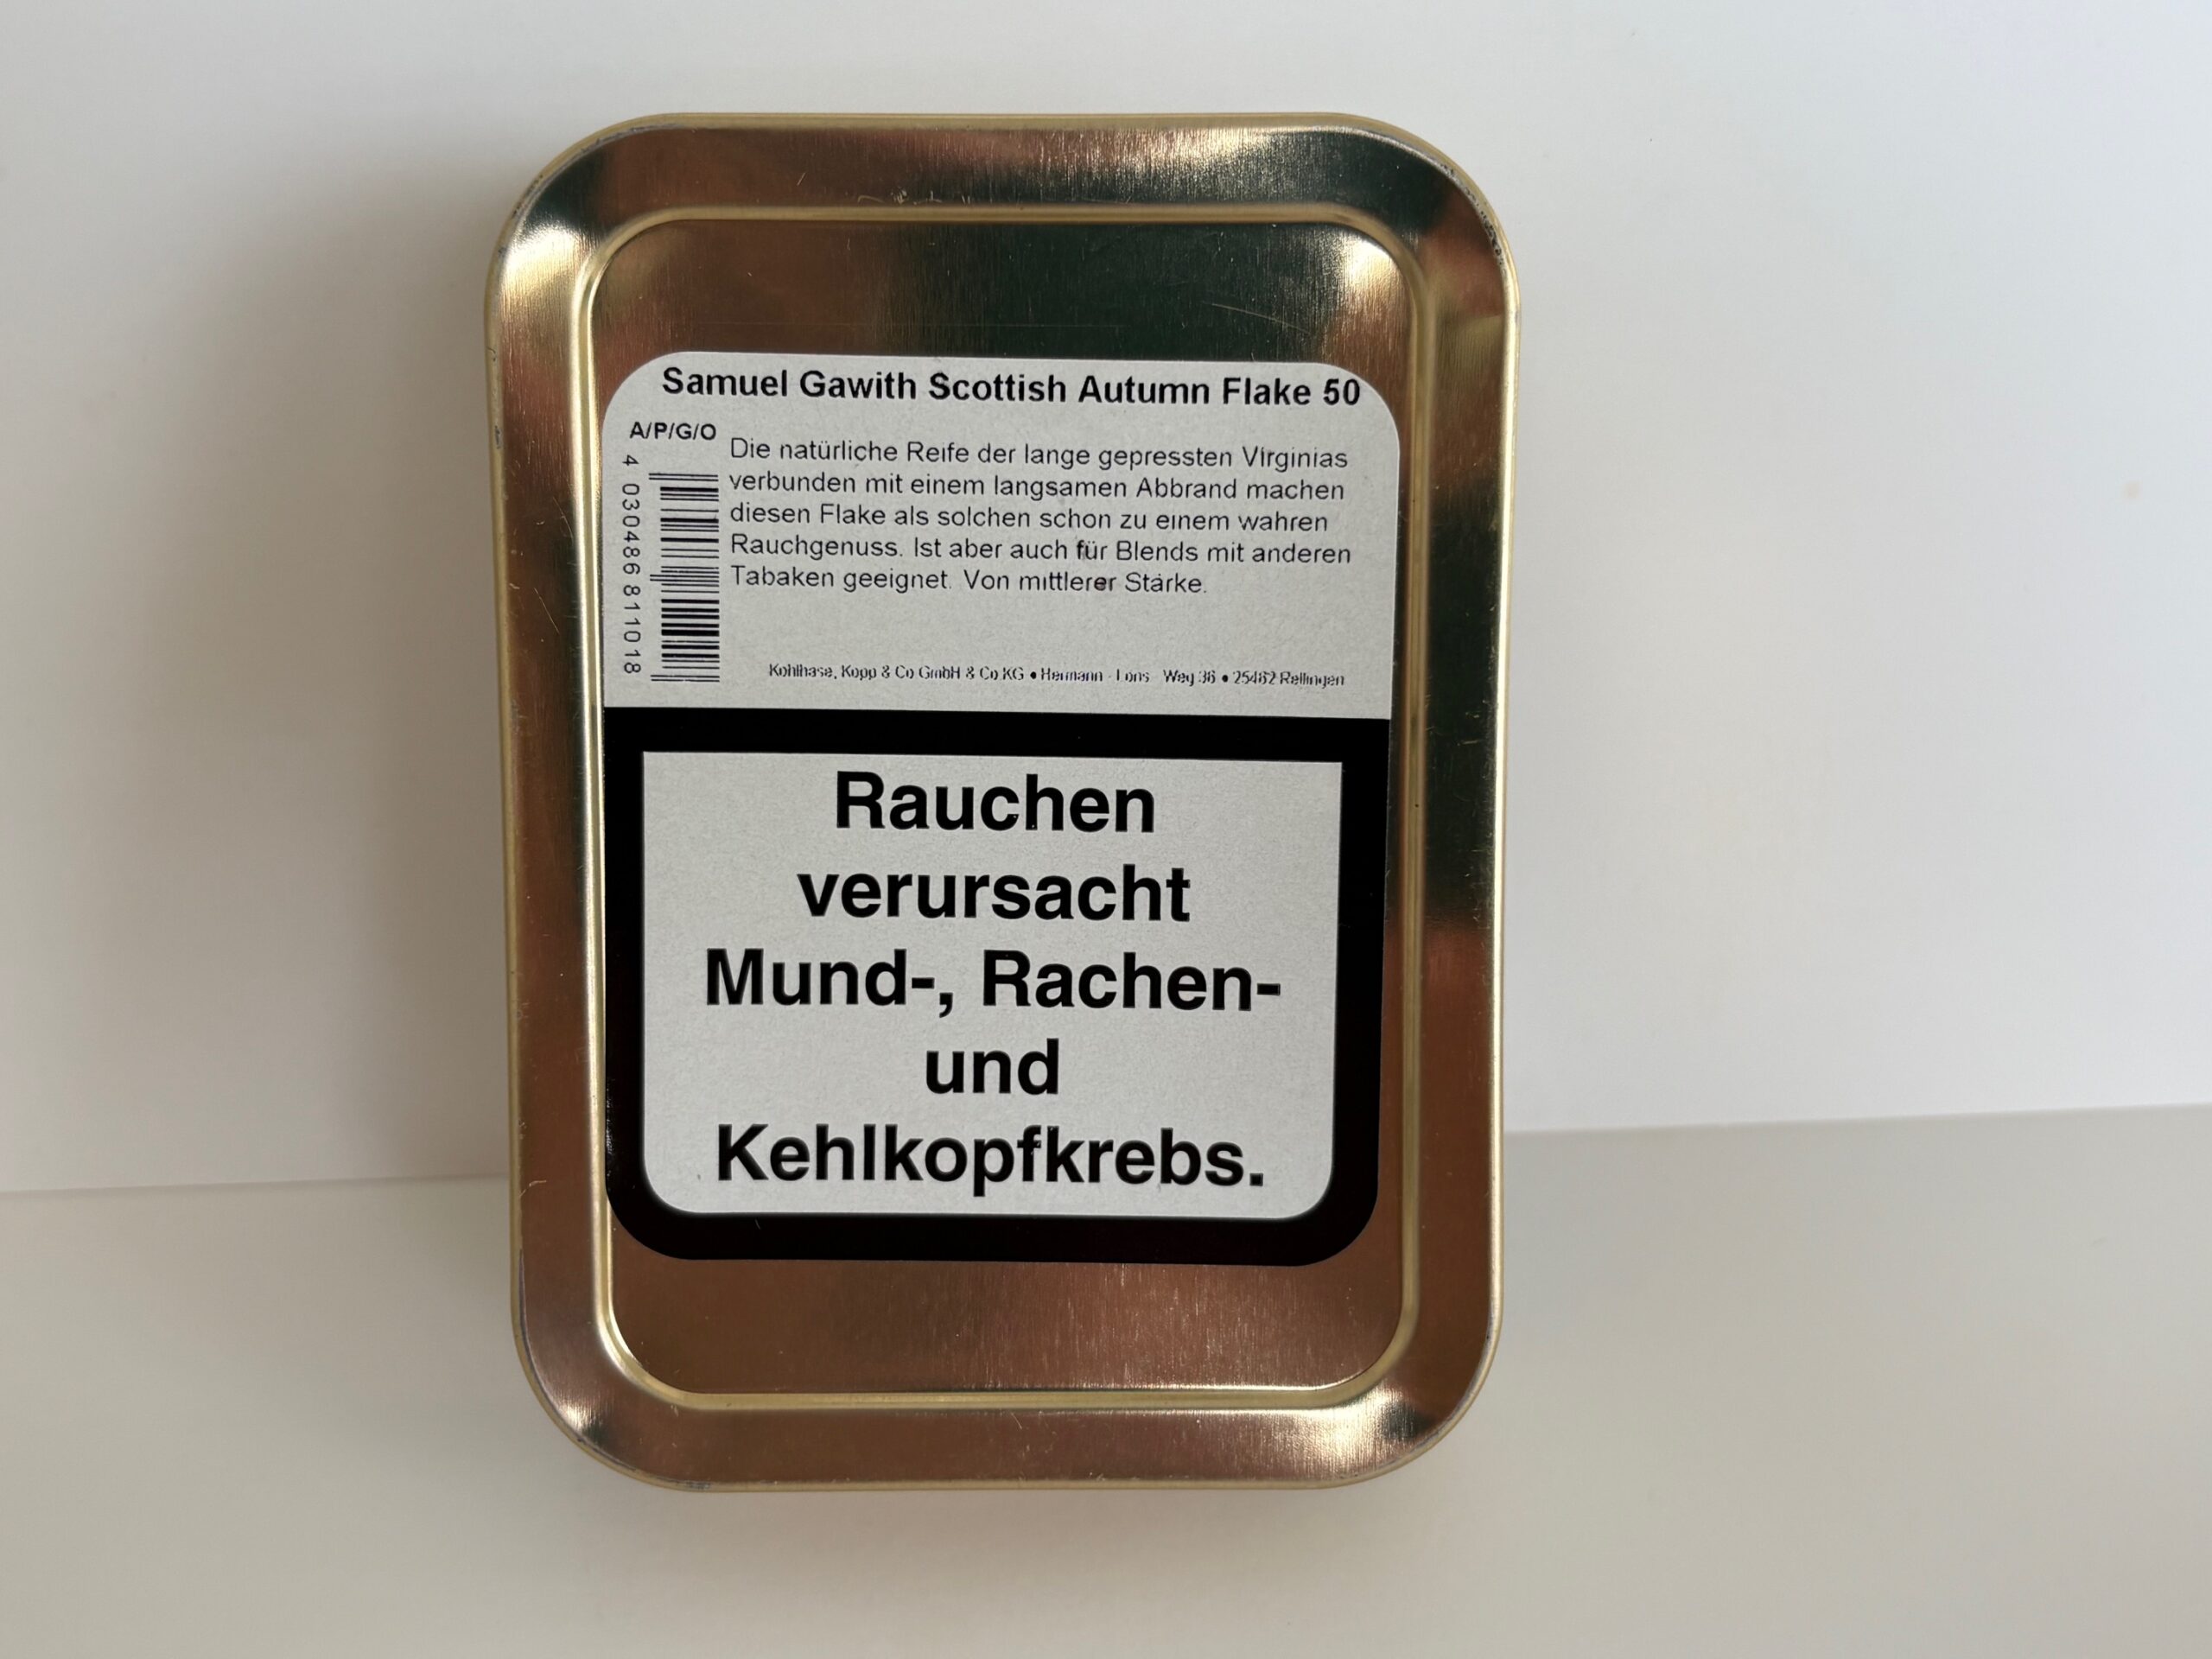 Samuel Gawith Scottish Autumn Flake 50
A/P/G/O
Die natürliche Reife der lange gepressten Virginias
verbunden mit einem langsamen Abbrand machen
diesen Flake als solchen schon zu einem wahren
Rauchgenuss. Ist aber auch für Blends mit anderen
Tabaken geeignet. Von mittlerer Stärke.
4 030486 811018
Kohlhase, Kopp & Co GmbH & Co KG • Hermann - Löns Weg 36 • 25462 Rellingen
Rauchen
verursacht
Mund-, Rachen-
und
Kehlkopfkrebs.